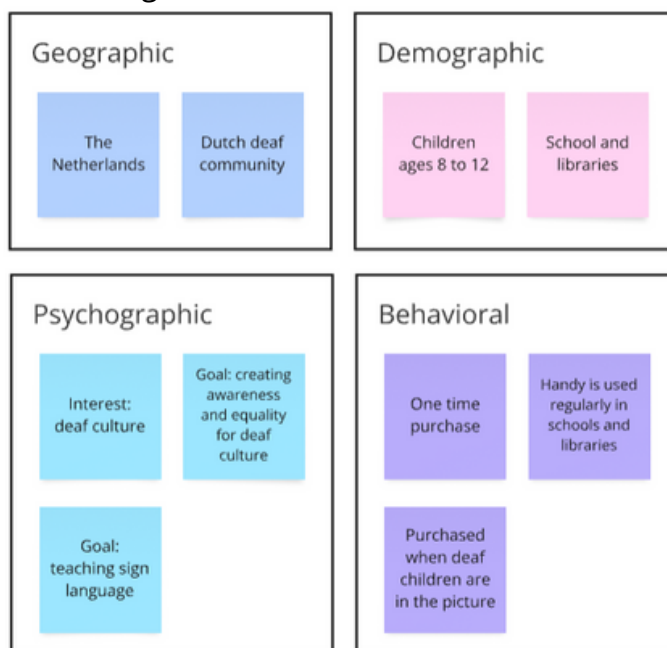 Geographic
The
Netherlands
Dutch deaf
community
Demographic
Children
ages 8 to 12
School and
libraries
Psychographic
Interest:
deaf culture
Goal: creating
awareness
and equality
for deaf
culture
Goal:
teaching sign
language
Behavioral
One time
purchase
Handy is used
regularly in
schools and
libraries
Purchased
when deaf
children are
in the picture